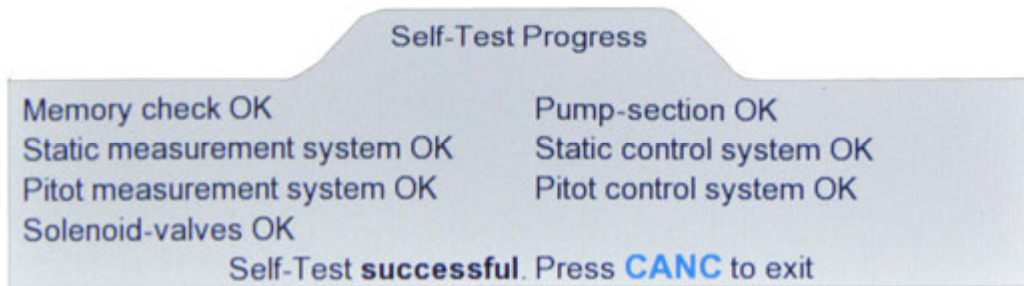 Self-Test Progress
Memory check OK
Pump-section OK
Static measurement system OK
Static control system OK
Pitot measurement system OK
Pitot control system OK
Solenoid-valves OK
Self-Test successful. Press CANC to exit